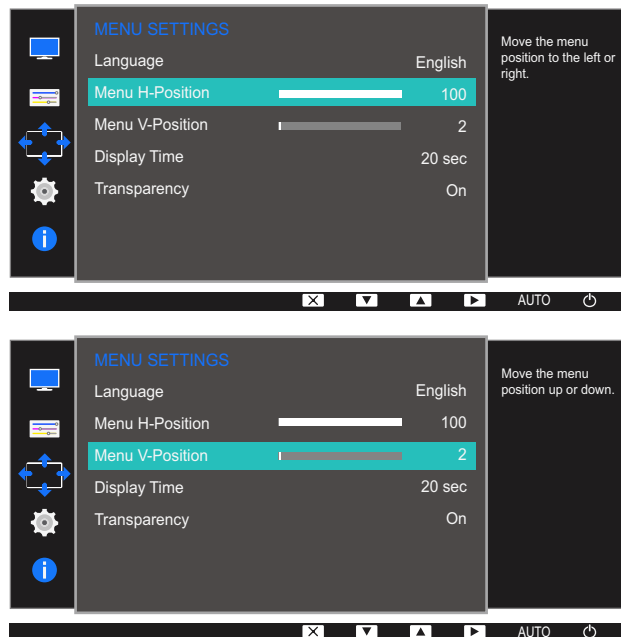 MENU SETTINGS
Language English
Menu H-Position 100
Menu V-Position 2
Display Time 20 sec
Transparency On
Move the menu
position to the left or
right.
AUTO
MENU SETTINGS
Language English
Menu H-Position 100
Menu V-Position 2
Display Time 20 sec
Transparency On
Move the menu
position up or down.
AUTO